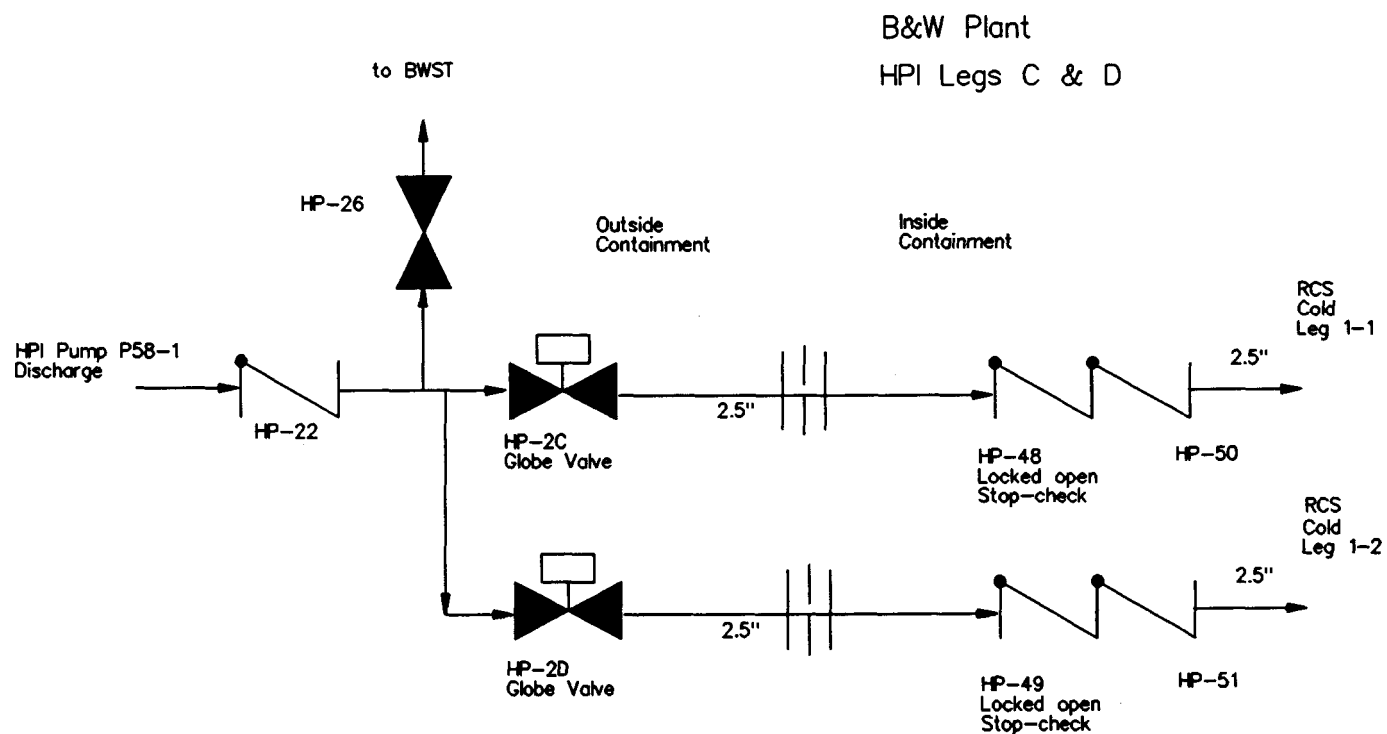 B&W Plant
HPI Legs C & D
to BWST
HP-26
Outside
Containment
Inside
Containment
RCS
Cold
Leg 1-1
HPI Pump P58-1
Discharge
2.5"
2.5"
HP-22
HP-2C
Globe Valve
HP-48
Locked open
Stop-check
HP-50
RCS
Cold
Leg 1-2
2.5"
2.5"
HP-2D
Globe Valve
HP-49
Locked open
Stop-check
HP-51